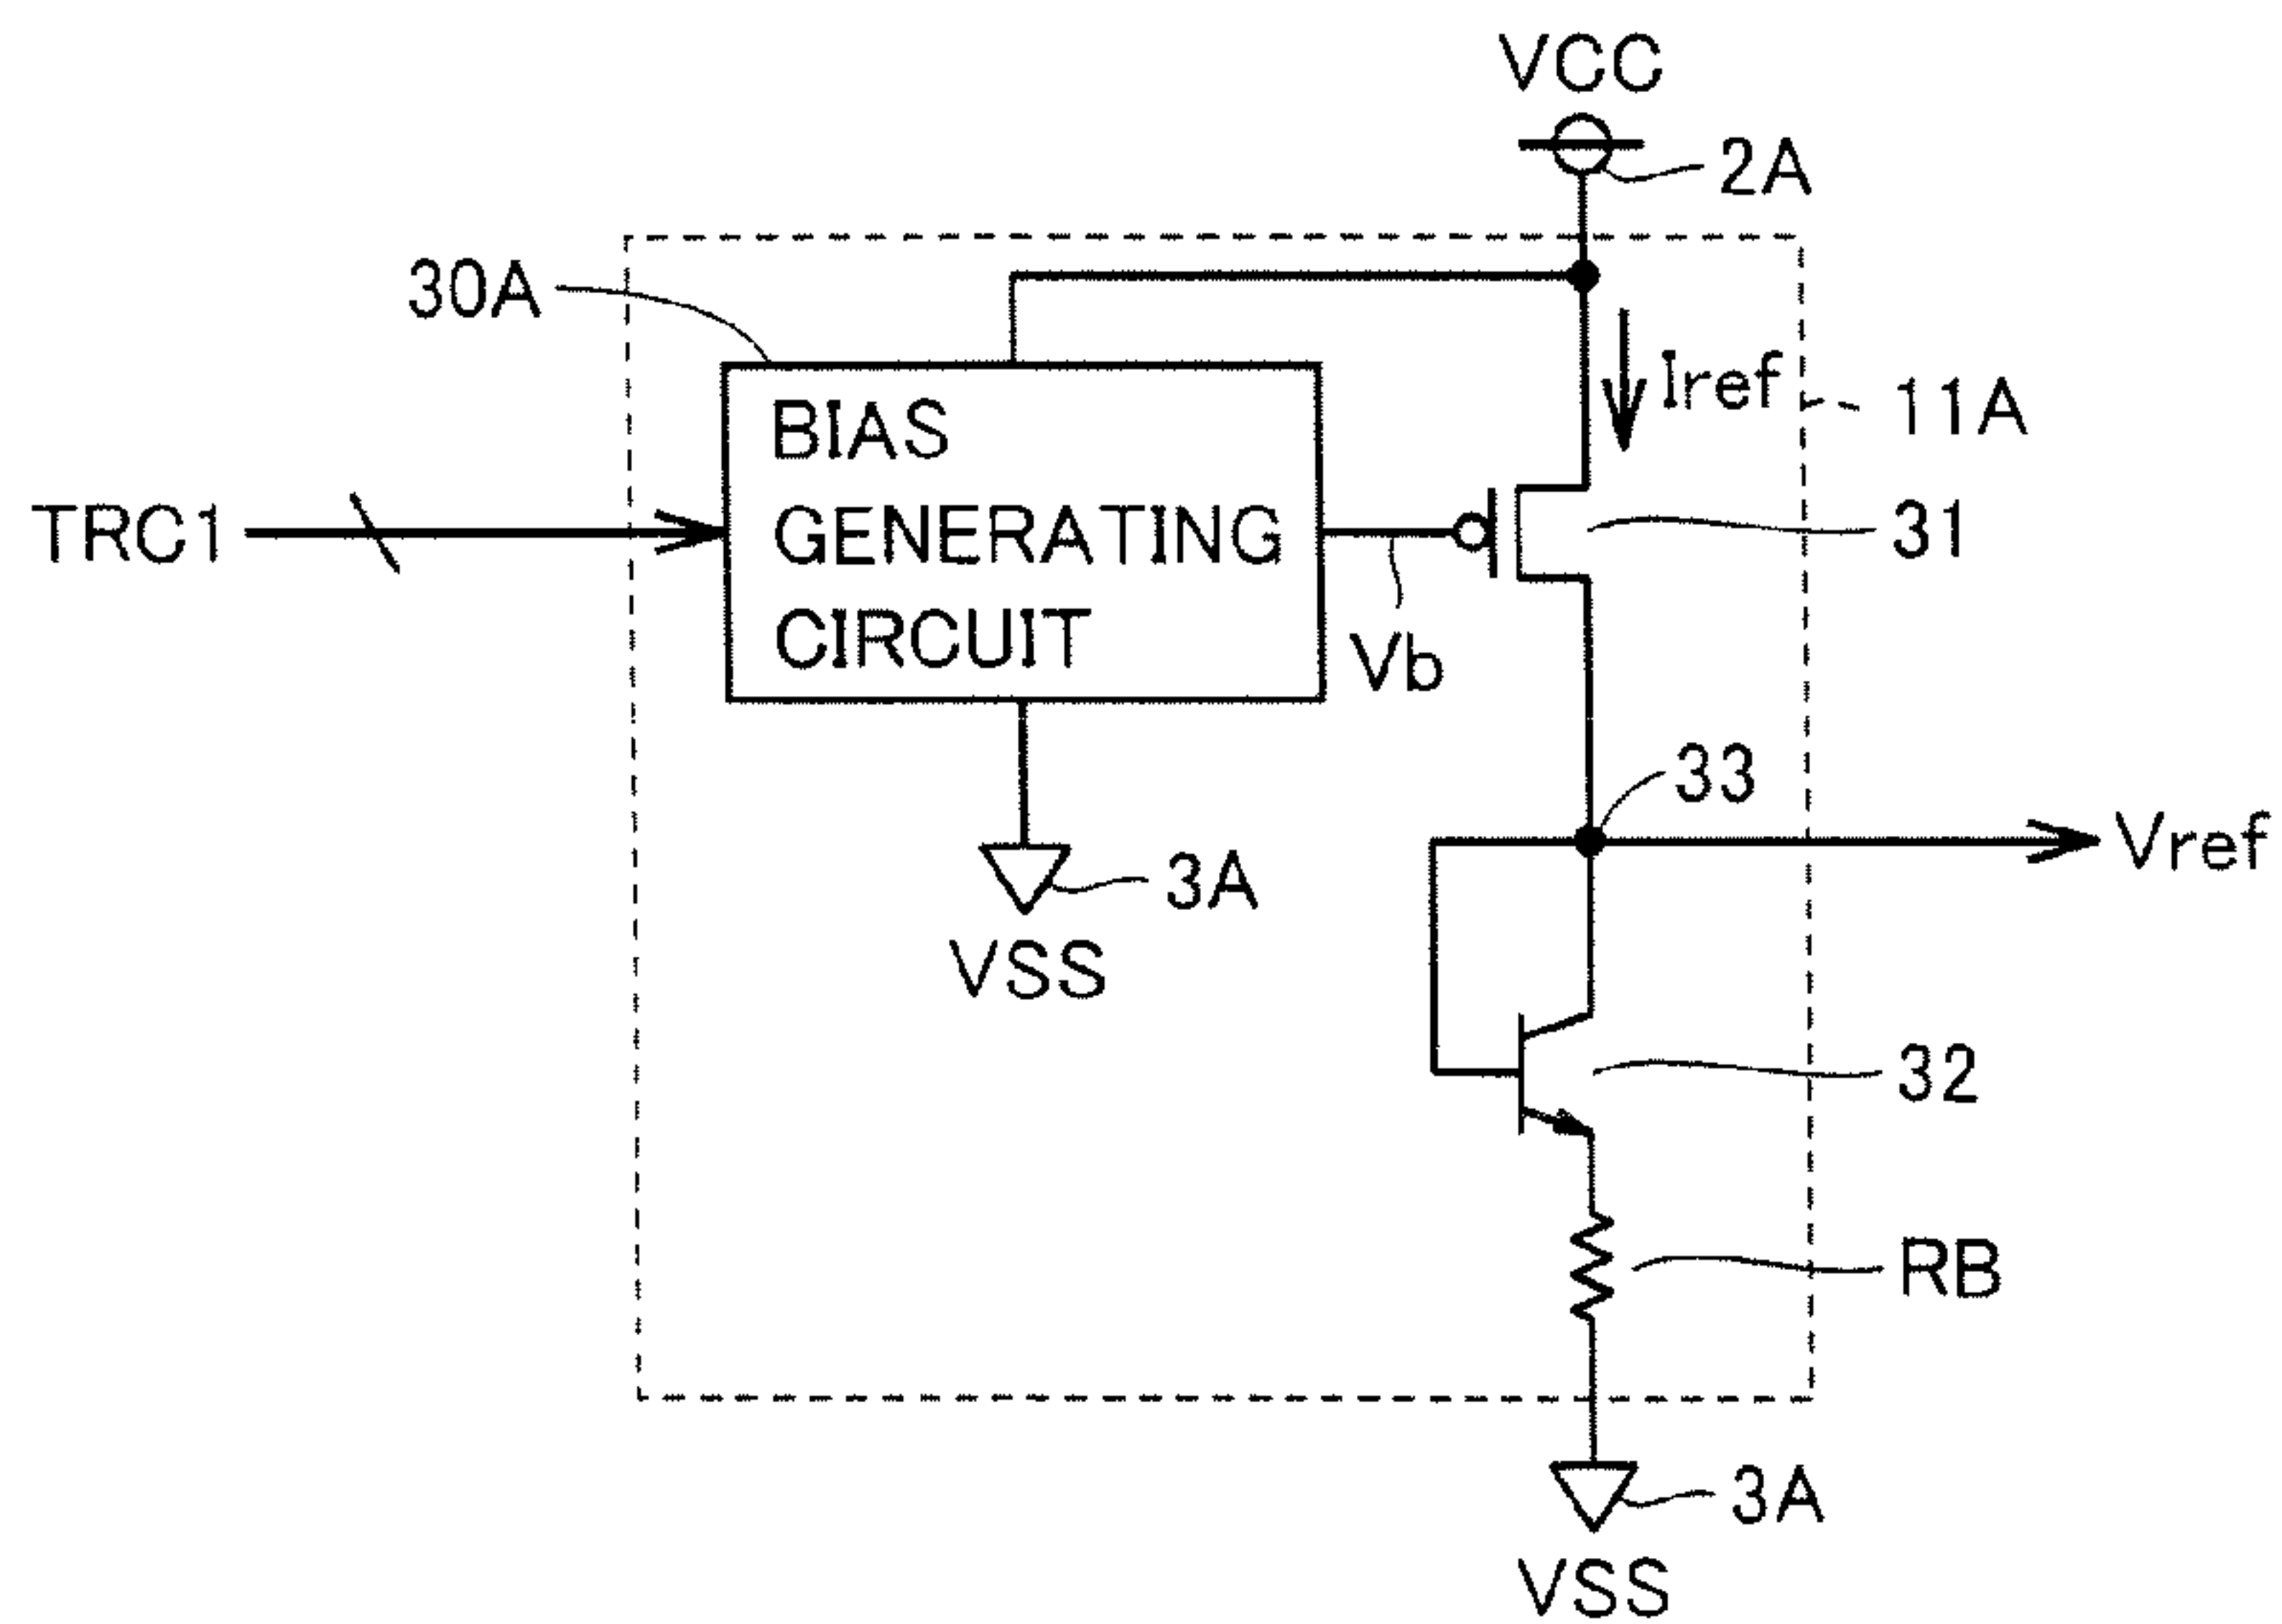 VCC
2A
30A
Iref
11A
BIAS
GENERATING
CIRCUIT
TRC1
31
Vb
33
Vref
3A
VSS
32
RB
3A
VSS